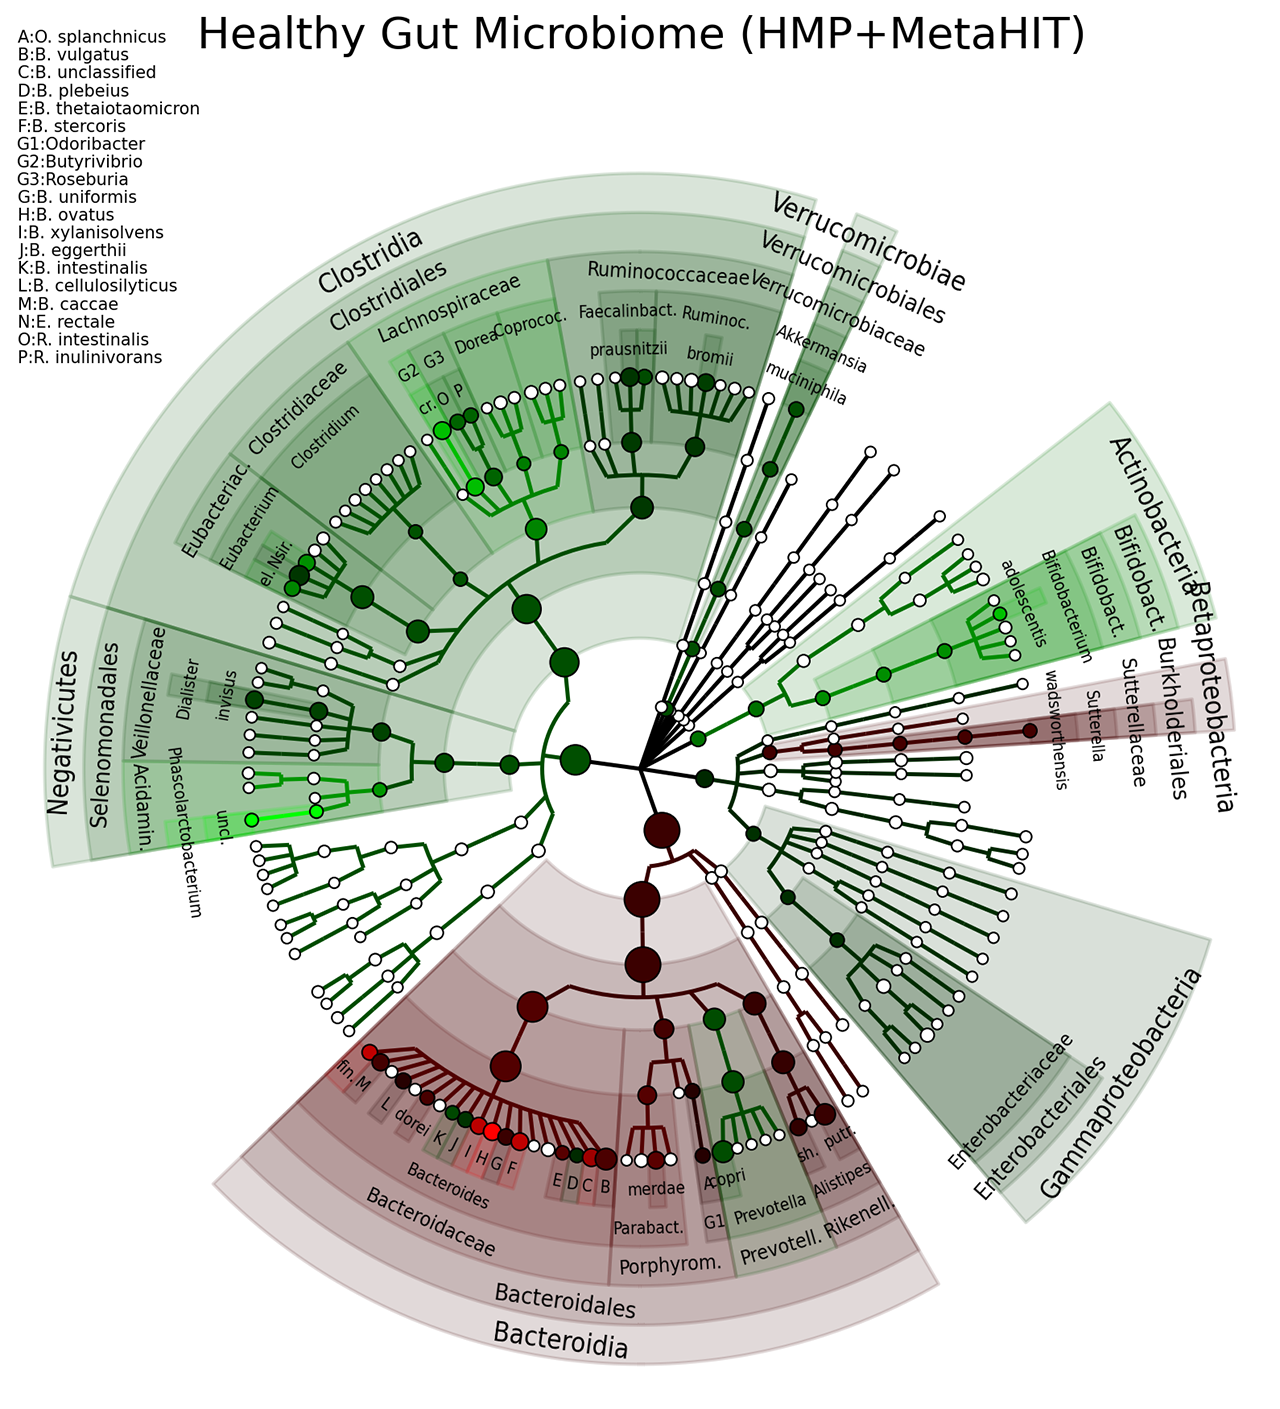 Healthy Gut Microbiome (HMP+MetaHIT)
A:O. splanchnicus
B:B. vulgatus
C:B. unclassified
D:B. plebeius
E:B. thetaiotaomicron
F:B. stercoris
G1:Odoribacter
G2:Butyrivibrio
G3:Roseburia
G:B. uniformis
H:B. ovatus
I:B. xylanisolvens
J:B. eggerthii
K:B. intestinalis
L:B. cellulosilyticus
M:B. caccae
N:E. rectale
O:R. intestinalis
P:R. inulinivorans
Clostridia
Clostridiales
Lachnospiraceae
G2
G3
Dorea
Coprococ.
cr.
O
P
Ruminococcaceae
Faecalinbact.
Ruminoc.
prausnitzii
bromii
Verrucomicrobiae
Verrucomicrobiales
Verrucomicrobiaceae
Akkermansia
muciniphila
Clostridiaceae
Clostridium
Eubacteriac.
Eubacterium
el.
N
sir.
Actinobacteria
Bifidobact.
Bifidobact.
Bifidobacterium
adolescentis
Betaproteobacteria
Burkholderiales
Sutterellaceae
Sutterella
wadsworthensis
Negativicutes
Selenomonadales
Veillonellaceae
Dialister
invisus
Acidamin.
Phascolarctobacterium
uncl.
Gammaproteobacteria
Enterobacteriales
Enterobacteriaceae
fin.
M
L
dorei
K
J
I
H
G
F
E
D
C
B
Bacteroides
Bacteroidaceae
Bacteroidales
Bacteroidia
merdae
Parabact.
Porphyrom.
A
G1
copri
Prevotella
Prevotell.
sh.
putr.
Alistipes
Rikenell.